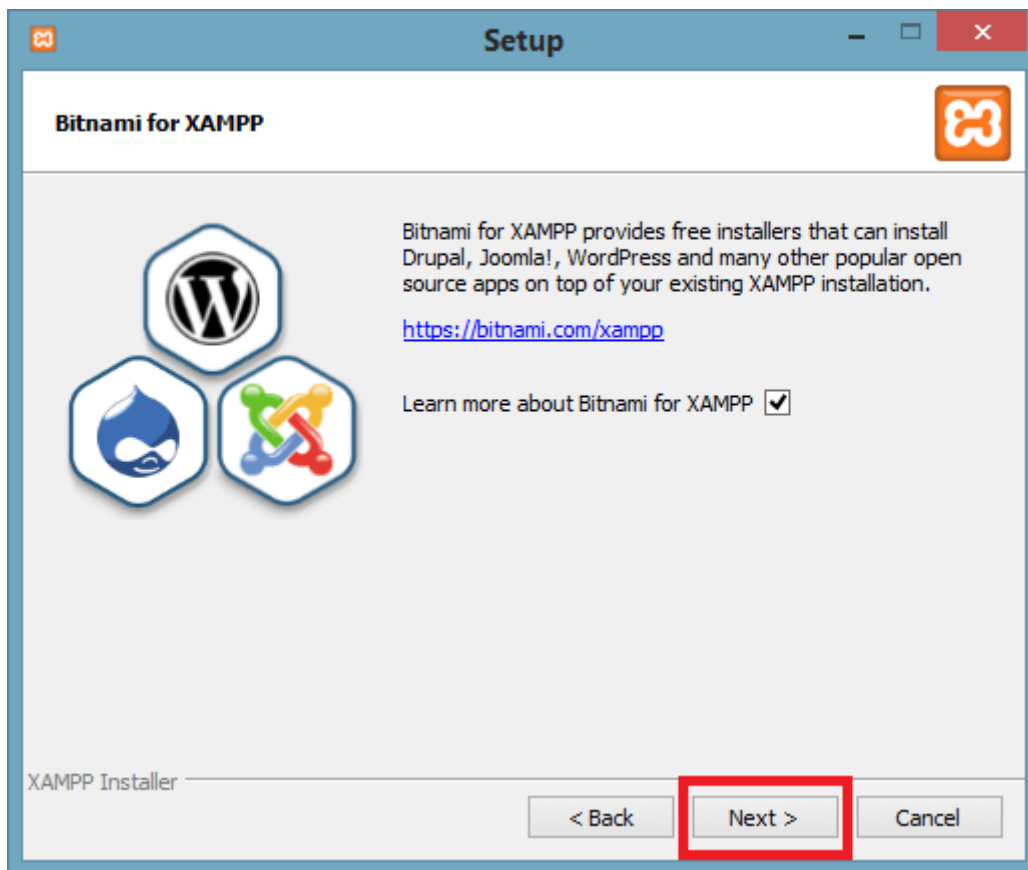 Setup
Bitnami for XAMPP
Bitnami for XAMPP provides free installers that can install
Drupal, Joomla!, WordPress and many other popular open
source apps on top of your existing XAMPP installation.
https://bitnami.com/xampp
Learn more about Bitnami for XAMPP
XAMPP Installer
< Back
Next >
Cancel